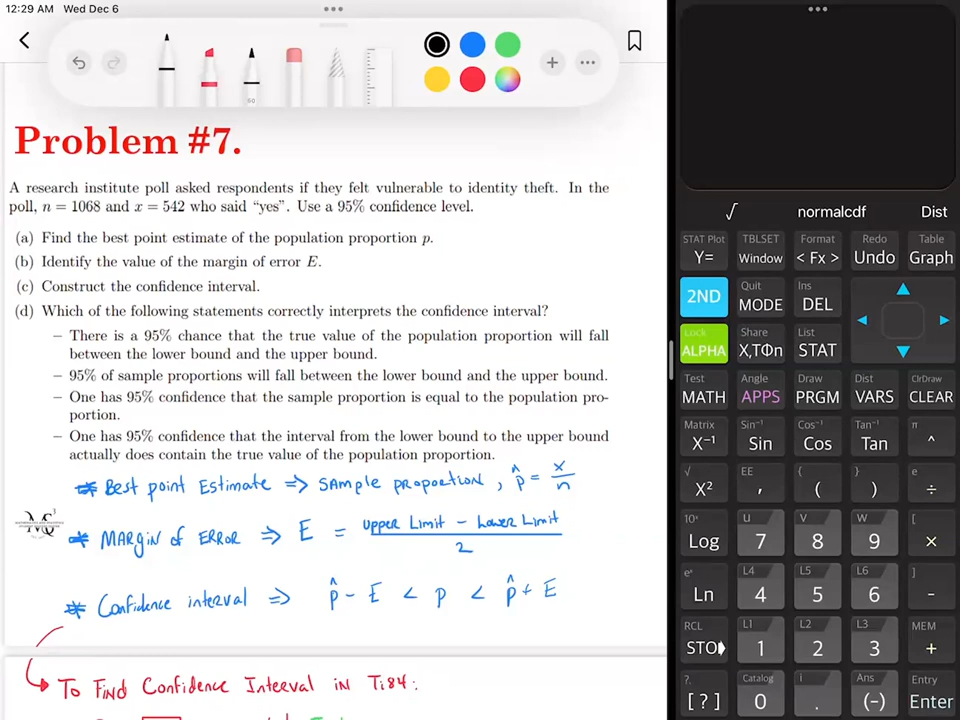 12:29 AM Wed Dec 6
Problem #7.
A research institute poll asked respondents if they felt vulnerable to identity theft. In the
poll, n = 1068 and x = 542 who said “yes”. Use a 95% confidence level.
(a) Find the best point estimate of the population proportion p.
(b) Identify the value of the margin of error E.
(c) Construct the confidence interval.
(d) Which of the following statements correctly interprets the confidence interval?
– There is a 95% chance that the true value of the population proportion will fall
between the lower bound and the upper bound.
– 95% of sample proportions will fall between the lower bound and the upper bound.
– One has 95% confidence that the sample proportion is equal to the population pro-
portion.
– One has 95% confidence that the interval from the lower bound to the upper bound
actually does contain the true value of the population proportion.
* Best point Estimate ⇒ Sample proportion, p̂ = x/n
* Margin of Error ⇒ E = (Upper Limit − Lower Limit)/2
* Confidence interval ⇒ p̂ − E < p < p̂ + E
To Find Confidence Interval in Ti84:
√ normalcdf Dist
STAT Plot TBLSET Format Redo Table
Y= Window < Fx > Undo Graph
Quit Ins
2ND MODE DEL
Lock Share List
ALPHA X,TΘn STAT
Test Angle Draw Dist ClrDraw
MATH APPS PRGM VARS CLEAR
Matrix Sin⁻¹ Cos⁻¹ Tan⁻¹ π
X⁻¹ Sin Cos Tan ^
√ EE { } e
X² , ( ) ÷
10ˣ u V W [
Log 7 8 9 ×
eˣ L4 L5 L6 ]
Ln 4 5 6 -
RCL L1 L2 L3 MEM
STO 1 2 3 +
?. Catalog i Ans Entry
[ ? ] 0 . (-) Enter